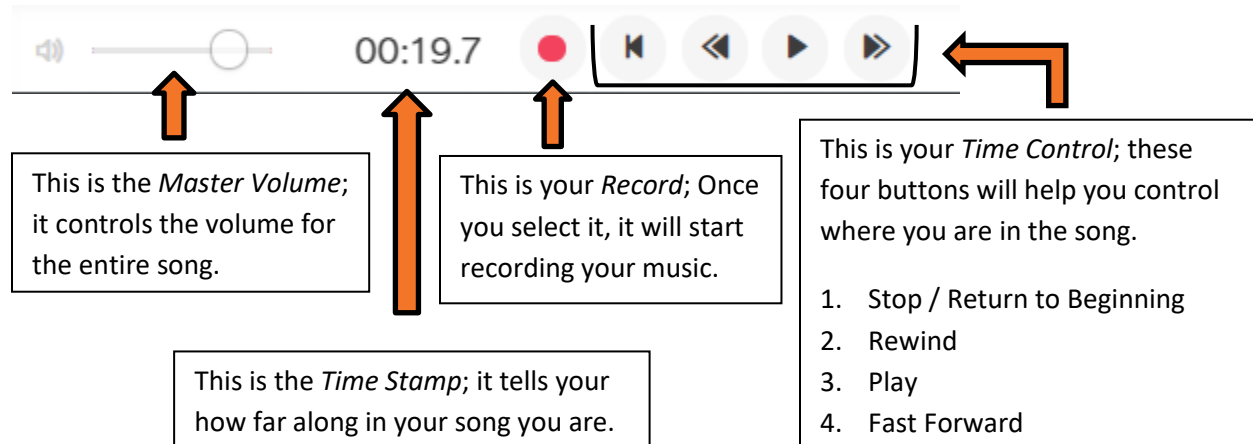 00:19.7
This is the Master Volume;
it controls the volume for
the entire song.
This is your Record; Once
you select it, it will start
recording your music.
This is your Time Control; these
four buttons will help you control
where you are in the song.
1. Stop / Return to Beginning
2. Rewind
3. Play
4. Fast Forward
This is the Time Stamp; it tells your
how far along in your song you are.